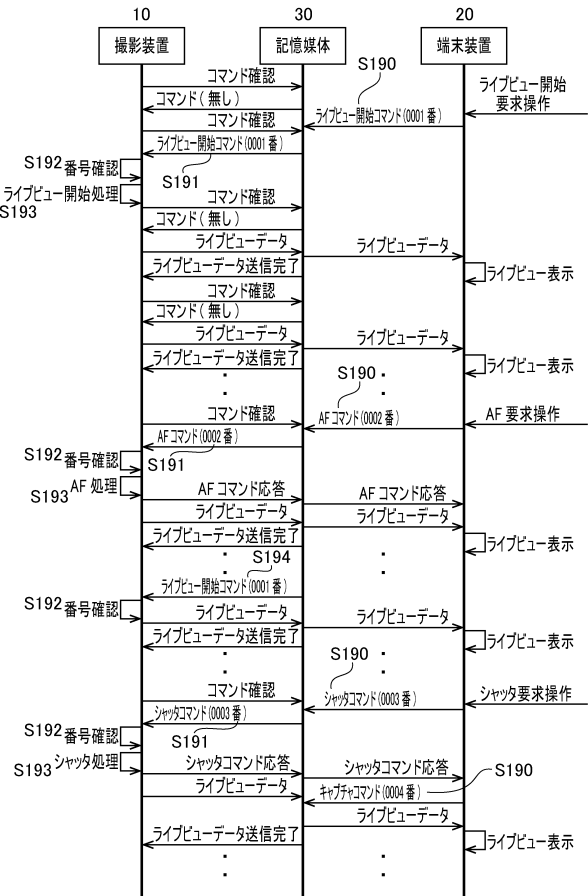 10
30
20
撮影装置
記憶媒体
端末装置
コマンド確認
S190
ライブビュー開始
要求操作
コマンド(無し)
ライブビュー開始コマンド(0001番)
コマンド確認
ライブビュー開始コマンド(0001番)
S192 番号確認
S191
ライブビュー開始処理
S193
コマンド確認
コマンド(無し)
ライブビューデータ
ライブビューデータ
ライブビューデータ送信完了
ライブビュー表示
コマンド確認
コマンド(無し)
ライブビューデータ
ライブビューデータ
ライブビューデータ送信完了
ライブビュー表示
S190
コマンド確認
AFコマンド(0002番)
AF要求操作
AFコマンド(0002番)
S192 番号確認
S191
AF処理
S193
AFコマンド応答
AFコマンド応答
ライブビューデータ
ライブビューデータ
ライブビューデータ送信完了
ライブビュー表示
S194
ライブビュー開始コマンド(0001番)
S192 番号確認
ライブビューデータ
ライブビューデータ
ライブビューデータ送信完了
ライブビュー表示
S190
コマンド確認
シャッタコマンド(0003番)
シャッタ要求操作
シャッタコマンド(0003番)
S192 番号確認
S191
S193 シャッタ処理
シャッタコマンド応答
シャッタコマンド応答
S190
ライブビューデータ
キャプチャコマンド(0004番)
ライブビューデータ
ライブビューデータ送信完了
ライブビュー表示